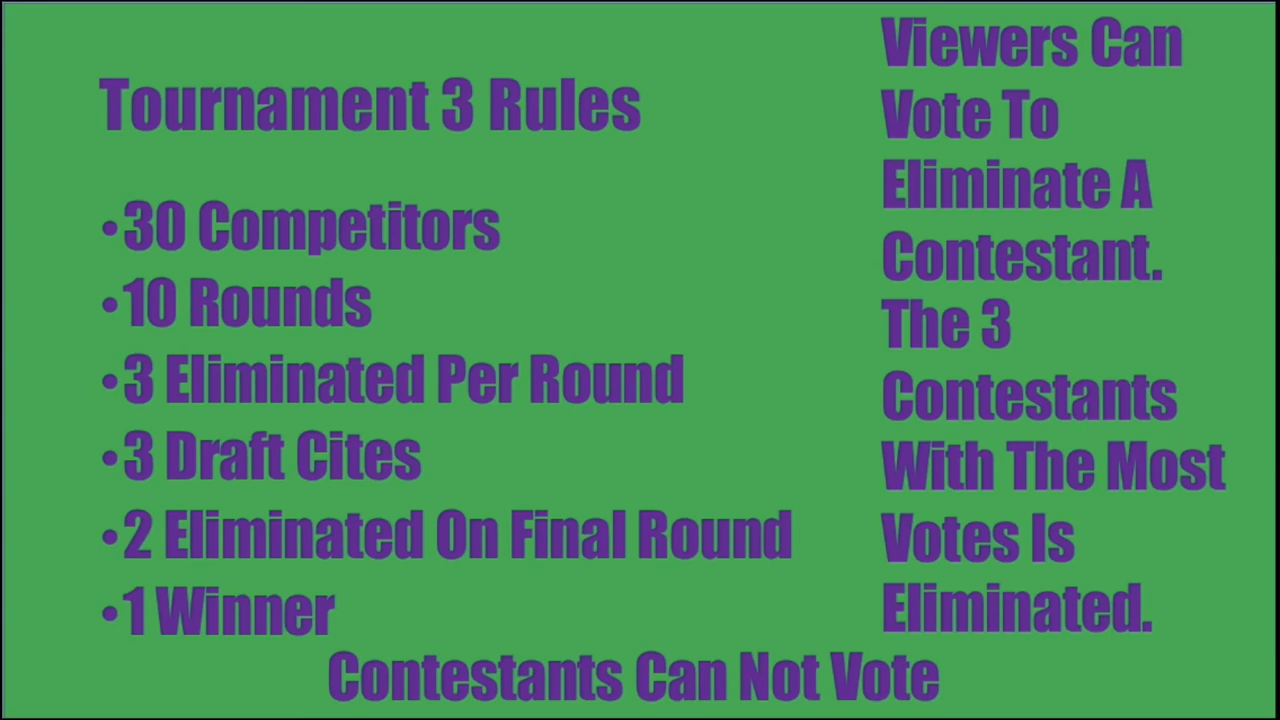 Tournament 3 Rules
•30 Competitors
•10 Rounds
•3 Eliminated Per Round
•3 Draft Cites
•2 Eliminated On Final Round
•1 Winner
Viewers Can
Vote To
Eliminate A
Contestant.
The 3
Contestants
With The Most
Votes Is
Eliminated.
Contestants Can Not Vote